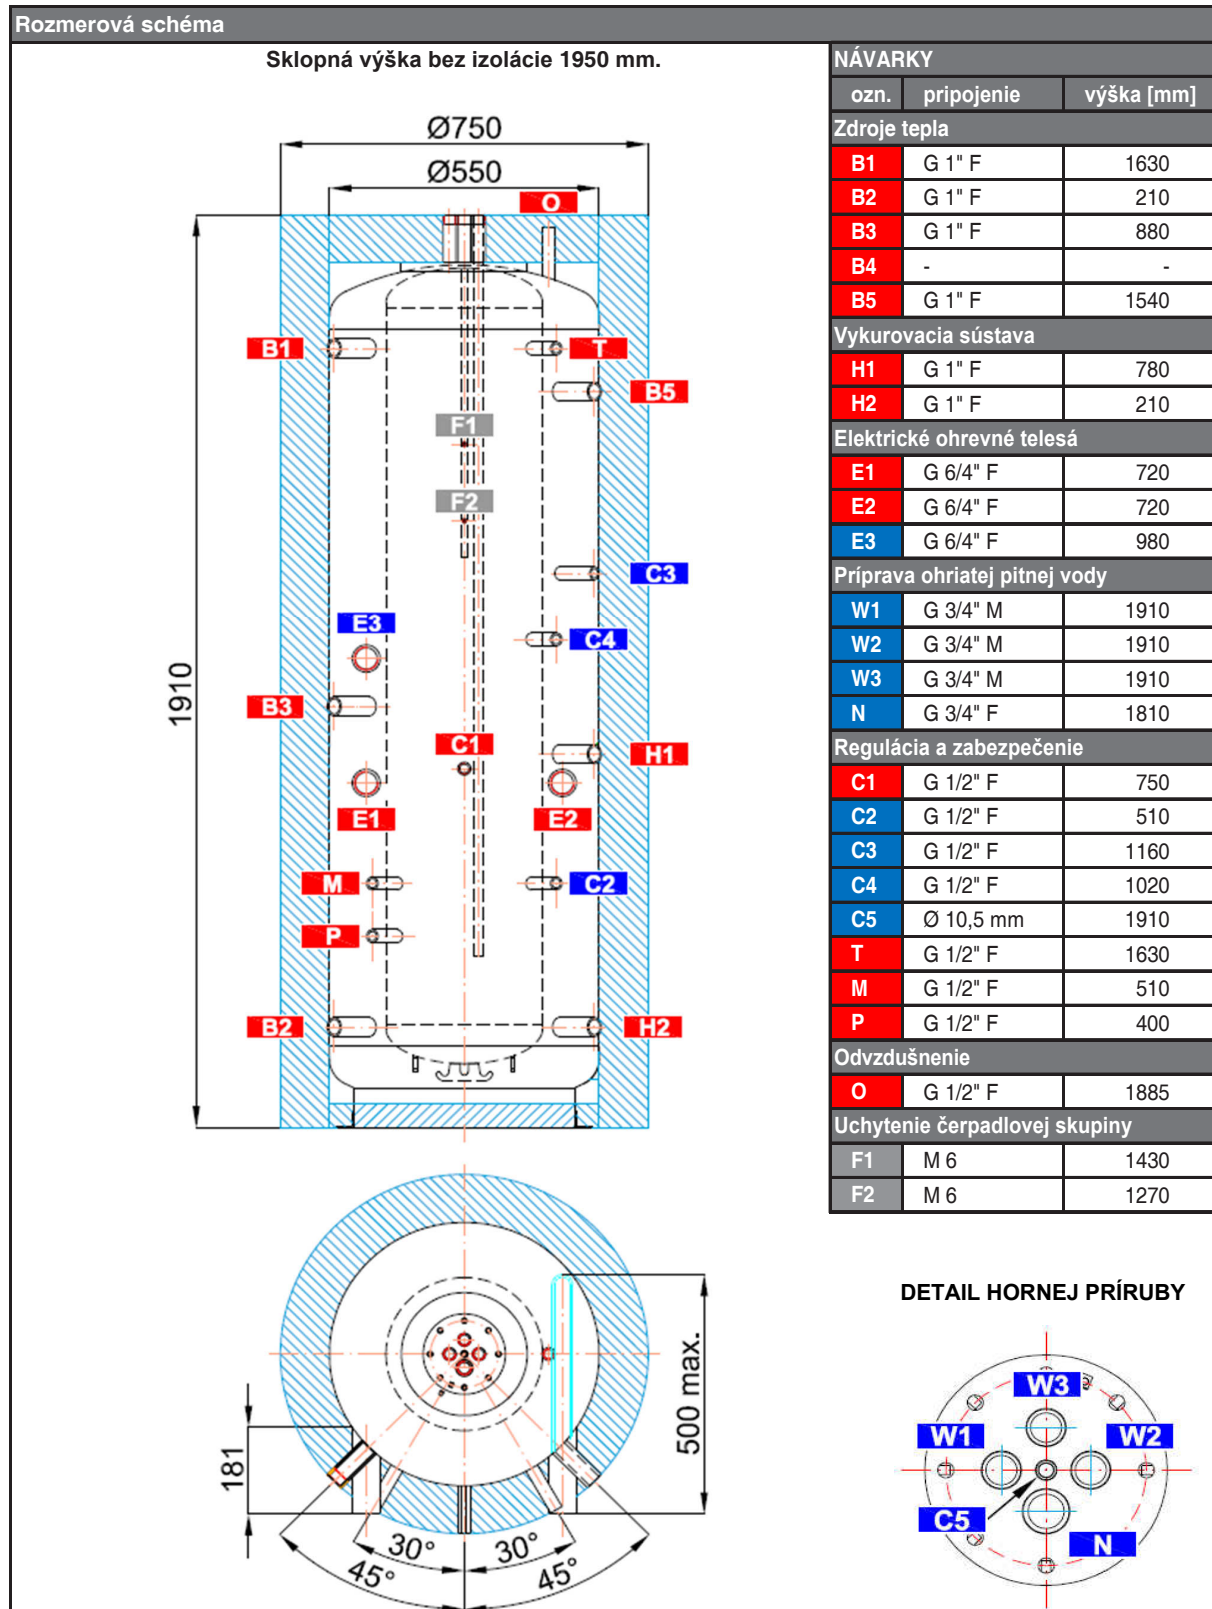 Rozmerová schéma
Sklopná výška bez izolácie 1950 mm.
Ø750
Ø550
O
B1
T
B5
F1
F2
C3
E3
C4
1910
B3
C1
H1
E1
E2
M
C2
P
B2
H2
500 max.
181
30°
30°
45°
45°
NÁVARKY
ozn. pripojenie výška [mm]
Zdroje tepla
B1 G 1" F 1630
B2 G 1" F 210
B3 G 1" F 880
B4 - -
B5 G 1" F 1540
Vykurovacia sústava
H1 G 1" F 780
H2 G 1" F 210
Elektrické ohrevné telesá
E1 G 6/4" F 720
E2 G 6/4" F 720
E3 G 6/4" F 980
Príprava ohriatej pitnej vody
W1 G 3/4" M 1910
W2 G 3/4" M 1910
W3 G 3/4" M 1910
N G 3/4" F 1810
Regulácia a zabezpečenie
C1 G 1/2" F 750
C2 G 1/2" F 510
C3 G 1/2" F 1160
C4 G 1/2" F 1020
C5 Ø 10,5 mm 1910
T G 1/2" F 1630
M G 1/2" F 510
P G 1/2" F 400
Odvzdušnenie
O G 1/2" F 1885
Uchytenie čerpadlovej skupiny
F1 M 6 1430
F2 M 6 1270
DETAIL HORNEJ PRÍRUBY
W3
W1
W2
C5
N